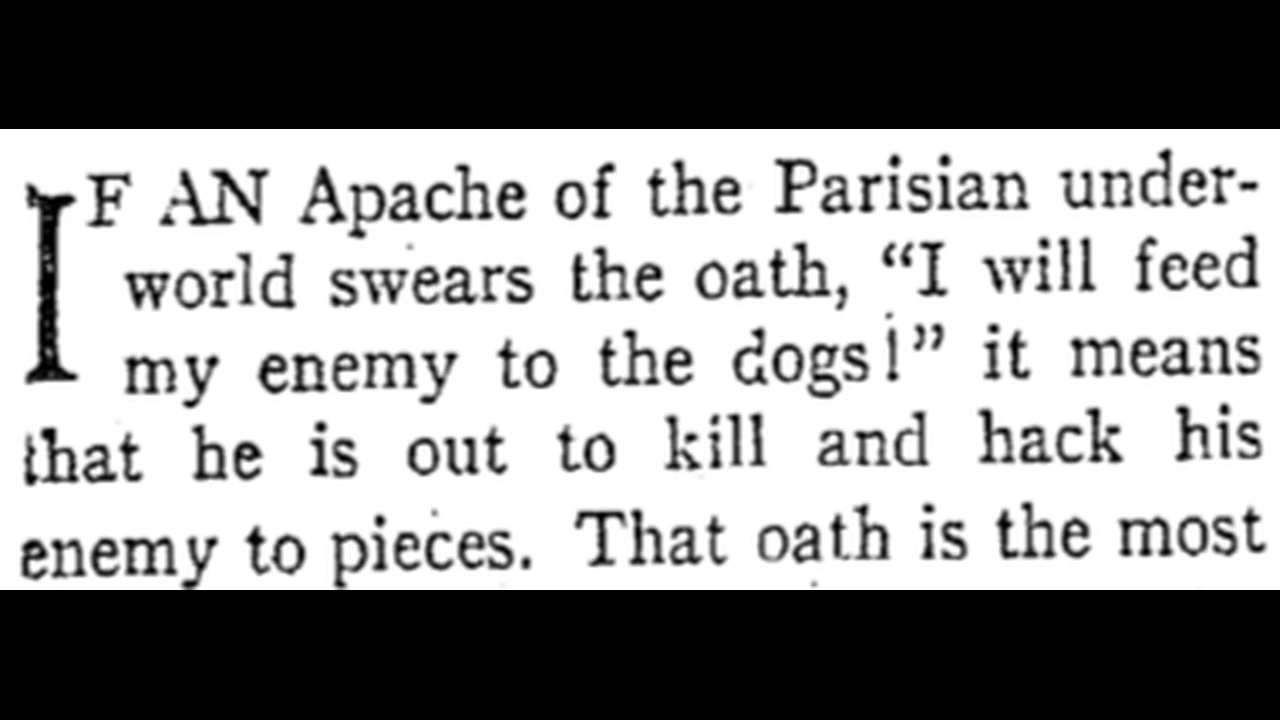 IF AN Apache of the Parisian under-
world swears the oath, “I will feed
my enemy to the dogs!” it means
that he is out to kill and hack his
enemy to pieces. That oath is the most